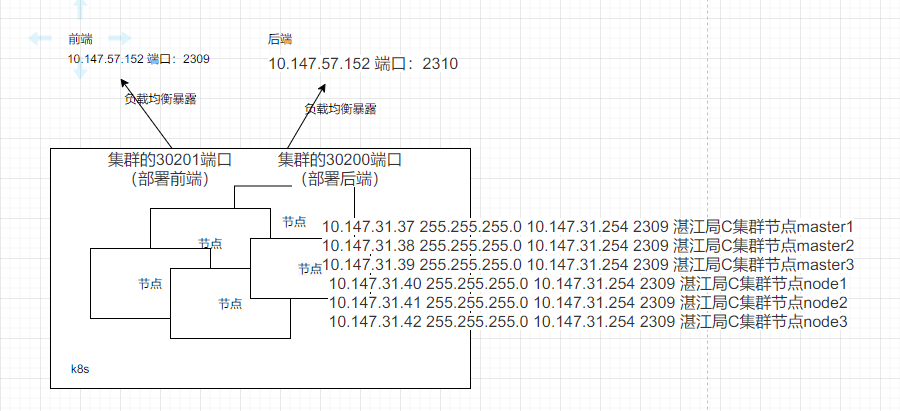 前端
10.147.57.152 端口：2309
后端
10.147.57.152 端口：2310
负载均衡暴露
负载均衡暴露
集群的30201端口
（部署前端）
集群的30200端口
（部署后端）
节点
节点
节点
节点
节点
10.147.31.37 255.255.255.0 10.147.31.254 2309 湛江局C集群节点master1
10.147.31.38 255.255.255.0 10.147.31.254 2309 湛江局C集群节点master2
10.147.31.39 255.255.255.0 10.147.31.254 2309 湛江局C集群节点master3
10.147.31.40 255.255.255.0 10.147.31.254 2309 湛江局C集群节点node1
10.147.31.41 255.255.255.0 10.147.31.254 2309 湛江局C集群节点node2
10.147.31.42 255.255.255.0 10.147.31.254 2309 湛江局C集群节点node3
k8s